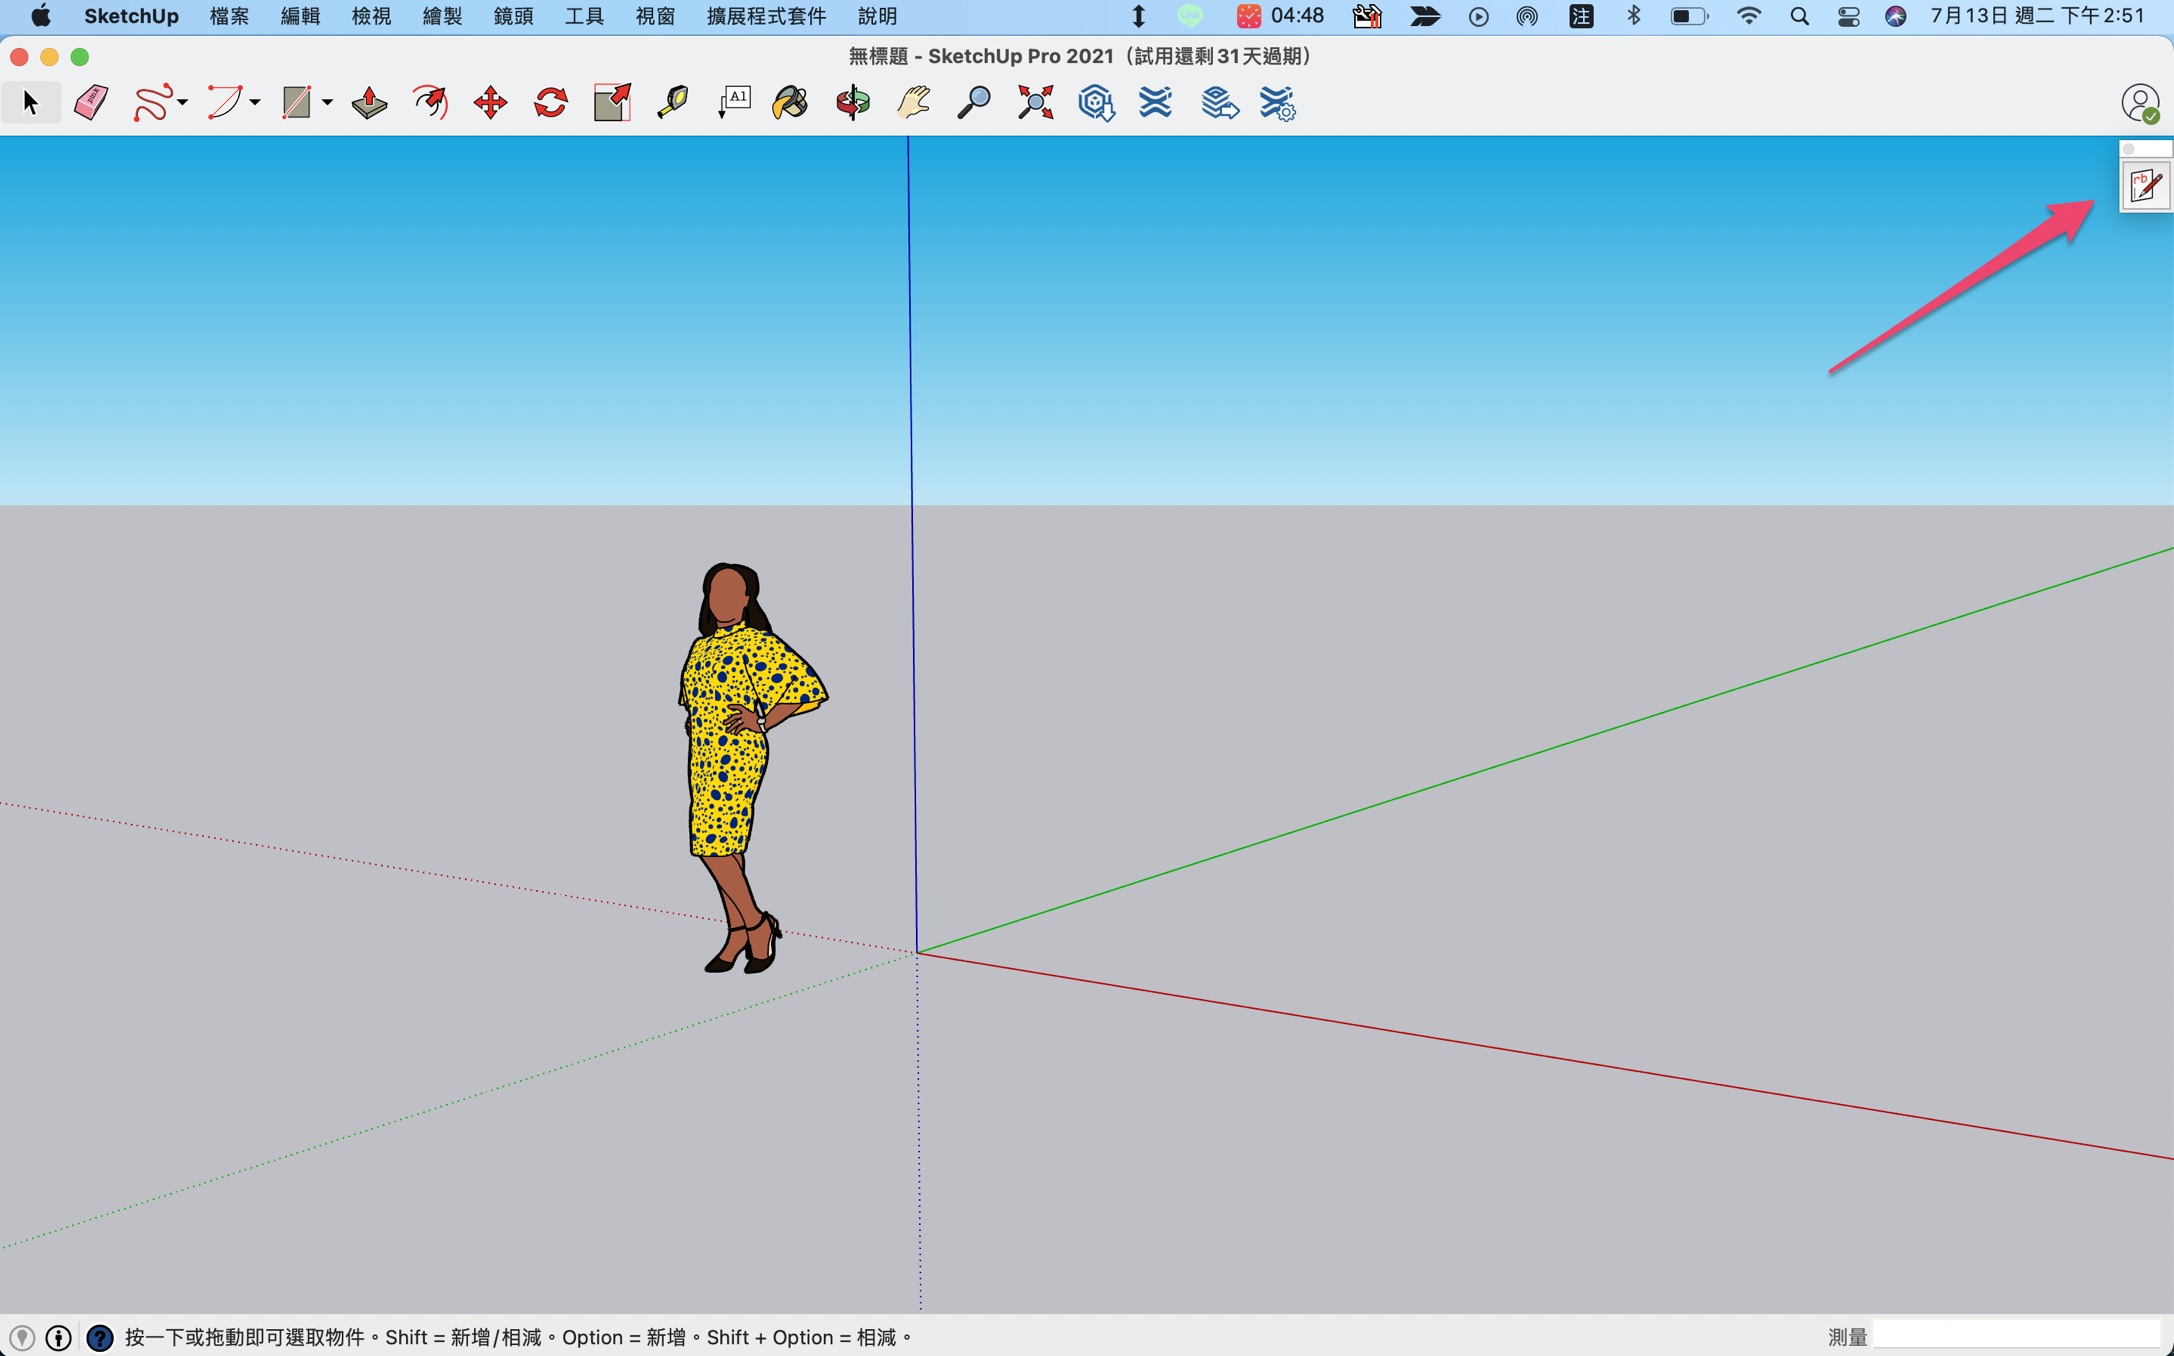 SketchUp 檔案 編輯 檢視 繪製 鏡頭 工具 視窗 擴展程式套件 說明 LINE 04:48 注 7月13日 週二 下午2:51
無標題 - SketchUp Pro 2021（試用還剩31天過期）
pink A1
rb
按一下或拖動即可選取物件。Shift = 新增/相減。Option = 新增。Shift + Option = 相減。 測量